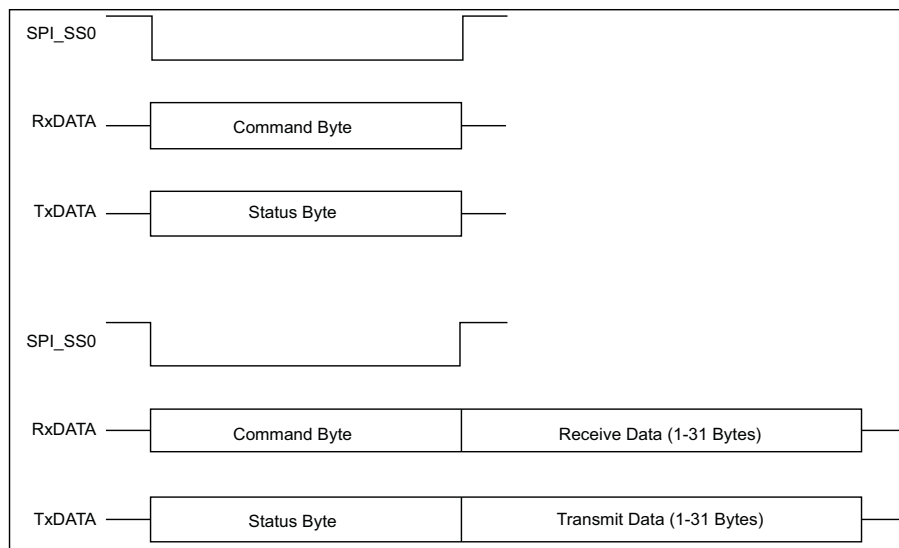 SPI_SS0
RxDATA
Command Byte
TxDATA
Status Byte
SPI_SS0
RxDATA
Command Byte
Receive Data (1-31 Bytes)
TxDATA
Status Byte
Transmit Data (1-31 Bytes)